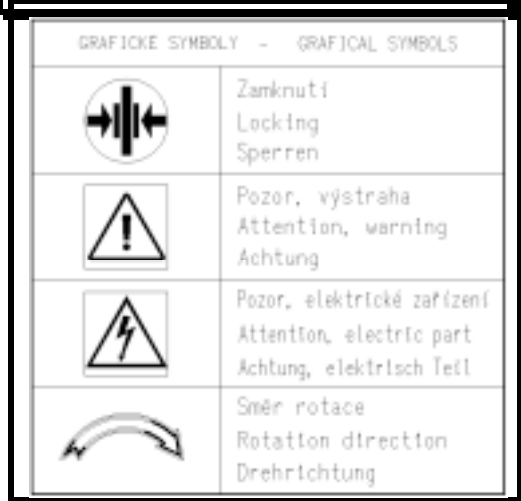 GRAFICKÉ SYMBOLY - GRAFICAL SYMBOLS
Zamknutí
Locking
Sperren
Pozor, výstraha
Attention, warning
Achtung
Pozor, elektrické zařízení
Attention, electric part
Achtung, elektrisch Teil
Směr rotace
Rotation direction
Drehrichtung